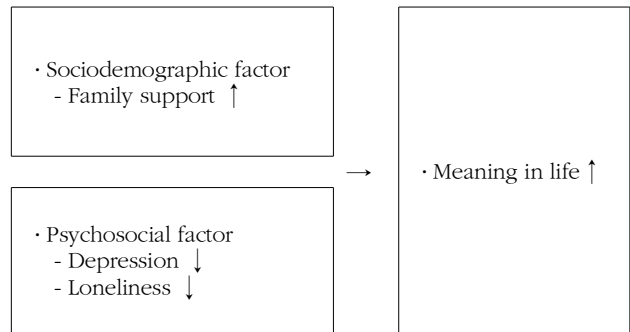 · Sociodemographic factor
- Family support ↑
· Psychosocial factor
- Depression ↓
- Loneliness ↓
→
· Meaning in life ↑